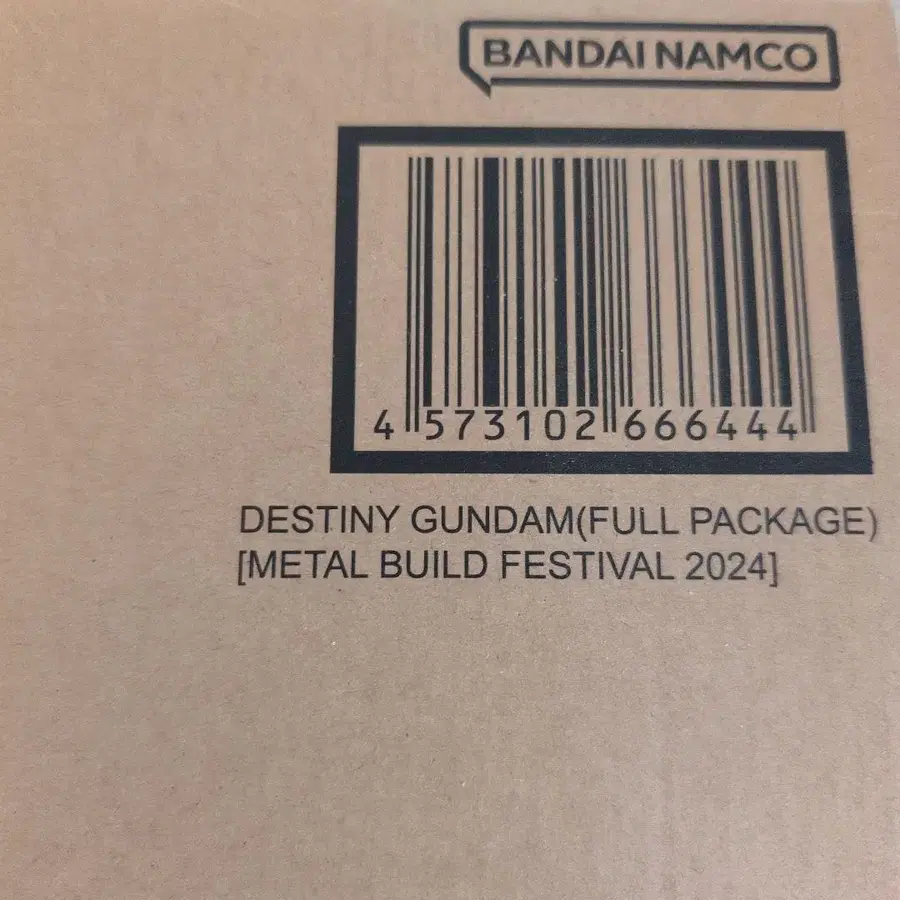 BANDAI NAMCO
4 573102 666444
DESTINY GUNDAM(FULL PACKAGE)
[METAL BUILD FESTIVAL 2024]